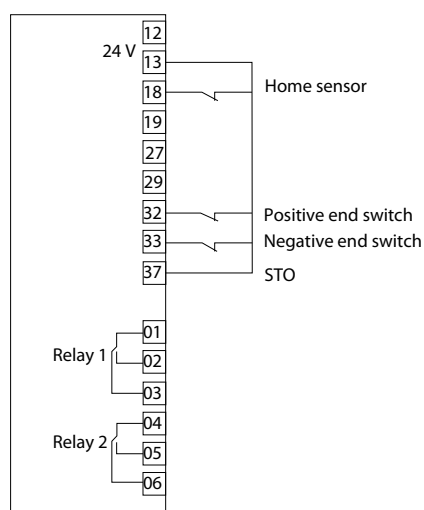 12
24 V
13
18 Home sensor
19
27
29
32 Positive end switch
33 Negative end switch
37 STO
01
Relay 1
02
03
04
Relay 2
05
06